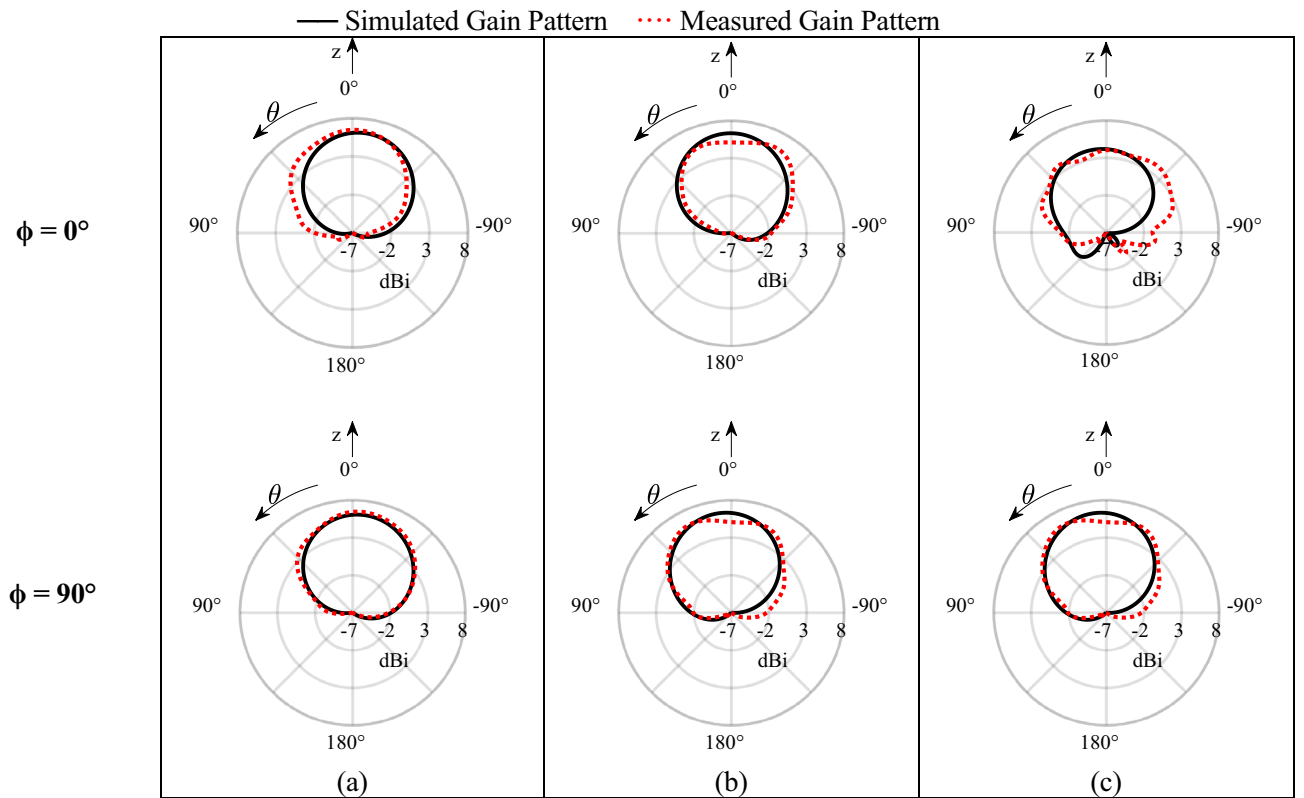 Simulated Gain Pattern Measured Gain Pattern
z z z
0° 0° 0°
θ θ θ
ϕ = 0° 90° -90° 90° -90° 90° -90°
-7 -2 3 8 -7 -2 3 8 -7 -2 3 8
dBi dBi dBi
180° 180° 180°
z z z
0° 0° 0°
θ θ θ
ϕ = 90° 90° -90° 90° -90° 90° -90°
-7 -2 3 8 -7 -2 3 8 -7 -2 3 8
dBi dBi dBi
180° 180° 180°
(a) (b) (c)